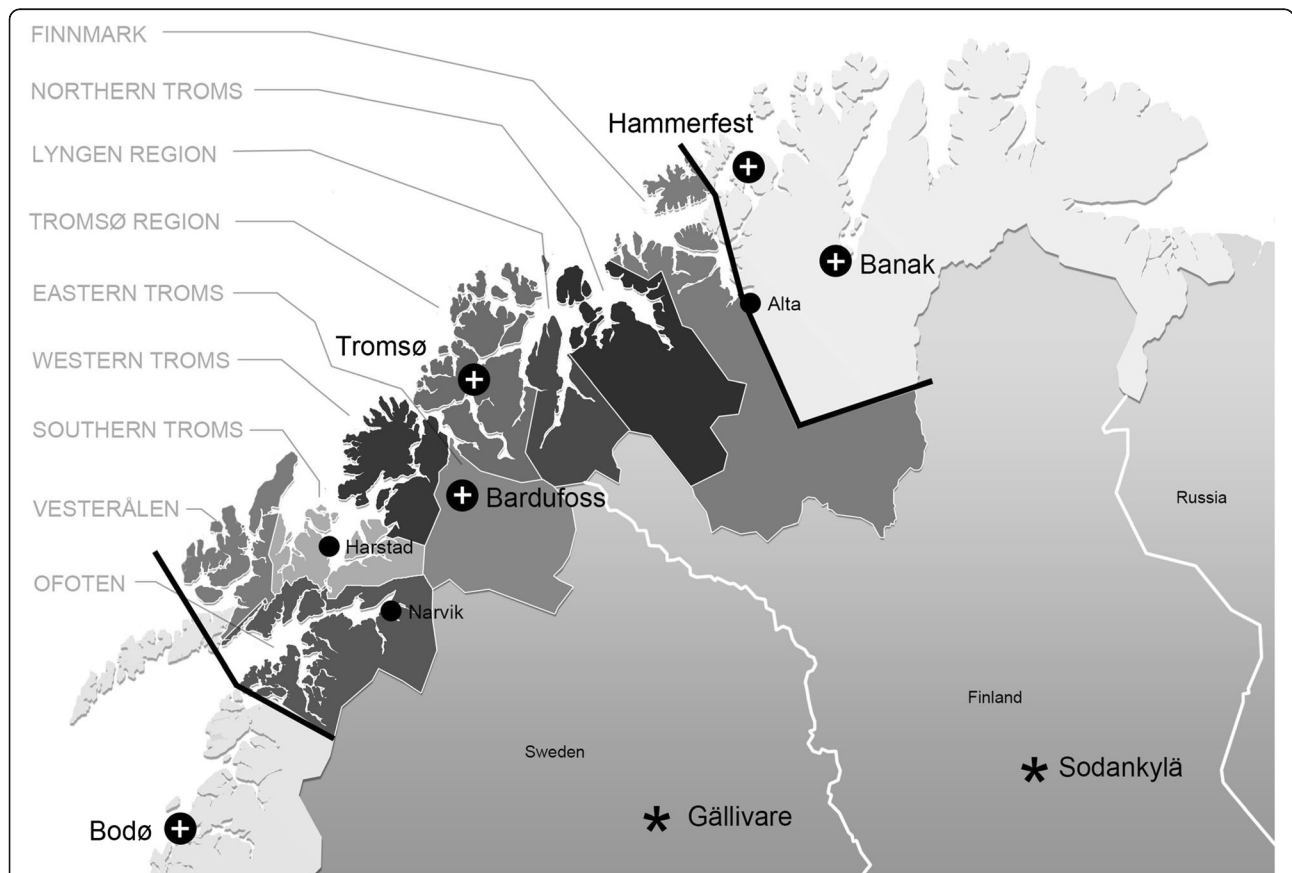 FINNMARK
NORTHERN TROMS
LYNGEN REGION
TROMSØ REGION
EASTERN TROMS
WESTERN TROMS
SOUTHERN TROMS
VESTERÅLEN
OFOTEN
Hammerfest
Banak
Alta
Tromsø
Bardufoss
Harstad
Narvik
Russia
Finland
Sweden
Sodankylä
Gällivare
Bodø